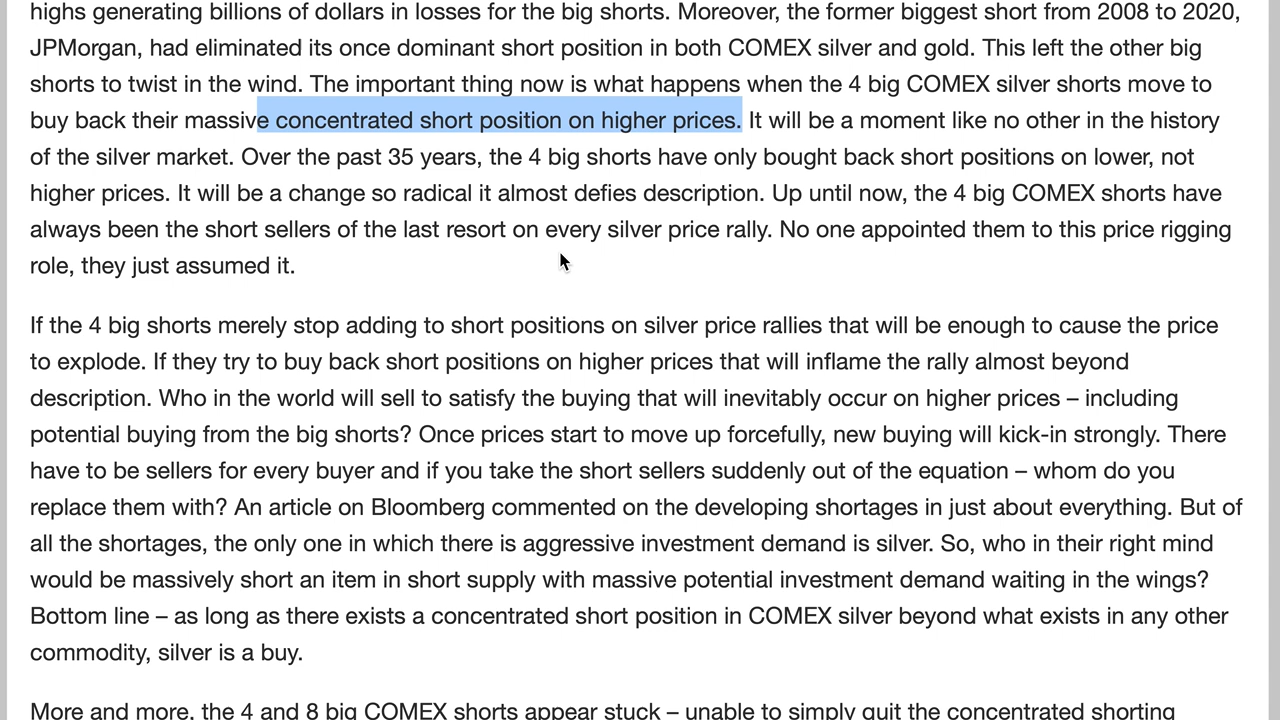 highs generating billions of dollars in losses for the big shorts. Moreover, the former biggest short from 2008 to 2020,
JPMorgan, had eliminated its once dominant short position in both COMEX silver and gold. This left the other big
shorts to twist in the wind. The important thing now is what happens when the 4 big COMEX silver shorts move to
buy back their massive concentrated short position on higher prices. It will be a moment like no other in the history
of the silver market. Over the past 35 years, the 4 big shorts have only bought back short positions on lower, not
higher prices. It will be a change so radical it almost defies description. Up until now, the 4 big COMEX shorts have
always been the short sellers of the last resort on every silver price rally. No one appointed them to this price rigging
role, they just assumed it.
If the 4 big shorts merely stop adding to short positions on silver price rallies that will be enough to cause the price
to explode. If they try to buy back short positions on higher prices that will inflame the rally almost beyond
description. Who in the world will sell to satisfy the buying that will inevitably occur on higher prices – including
potential buying from the big shorts? Once prices start to move up forcefully, new buying will kick-in strongly. There
have to be sellers for every buyer and if you take the short sellers suddenly out of the equation – whom do you
replace them with? An article on Bloomberg commented on the developing shortages in just about everything. But of
all the shortages, the only one in which there is aggressive investment demand is silver. So, who in their right mind
would be massively short an item in short supply with massive potential investment demand waiting in the wings?
Bottom line – as long as there exists a concentrated short position in COMEX silver beyond what exists in any other
commodity, silver is a buy.
More and more, the 4 and 8 big COMEX shorts appear stuck – unable to simply quit the concentrated shorting